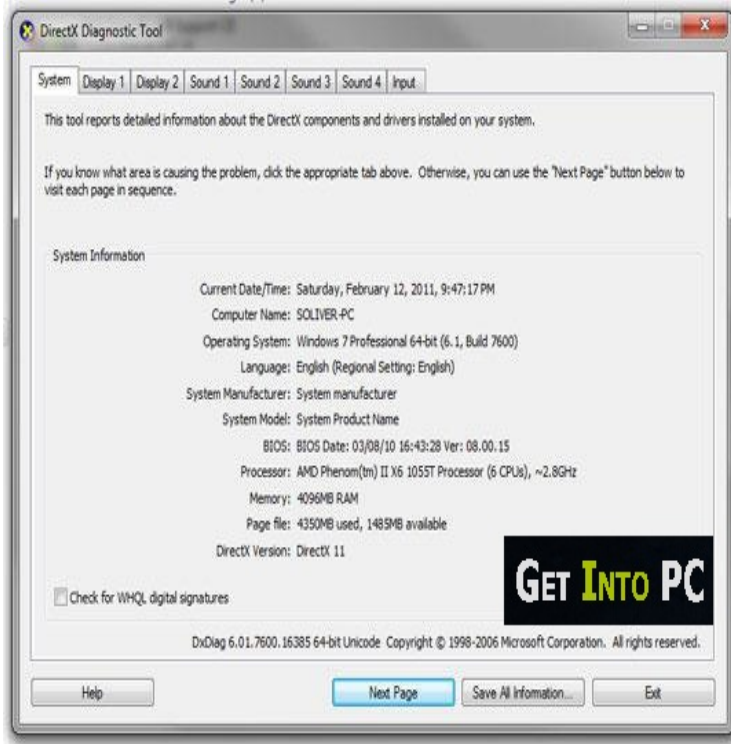 DirectX Diagnostic Tool
System Display 1 Display 2 Sound 1 Sound 2 Sound 3 Sound 4 Input
This tool reports detailed information about the DirectX components and drivers installed on your system.
If you know what area is causing the problem, click the appropriate tab above. Otherwise, you can use the "Next Page" button below to
visit each page in sequence.
System Information
Current Date/Time: Saturday, February 12, 2011, 9:47:17 PM
Computer Name: SOLIVER-PC
Operating System: Windows 7 Professional 64-bit (6.1, Build 7600)
Language: English (Regional Setting: English)
System Manufacturer: System manufacturer
System Model: System Product Name
BIOS: BIOS Date: 03/08/10 16:43:28 Ver: 08.00.15
Processor: AMD Phenom(tm) II X6 1055T Processor (6 CPUs), ~2.8GHz
Memory: 4096MB RAM
Page file: 4350MB used, 1485MB available
DirectX Version: DirectX 11
GET INTO PC
Check for WHQL digital signatures
DxDiag 6.01.7600.16385 64-bit Unicode Copyright © 1998-2006 Microsoft Corporation. All rights reserved.
Help Next Page Save All Information... Exit